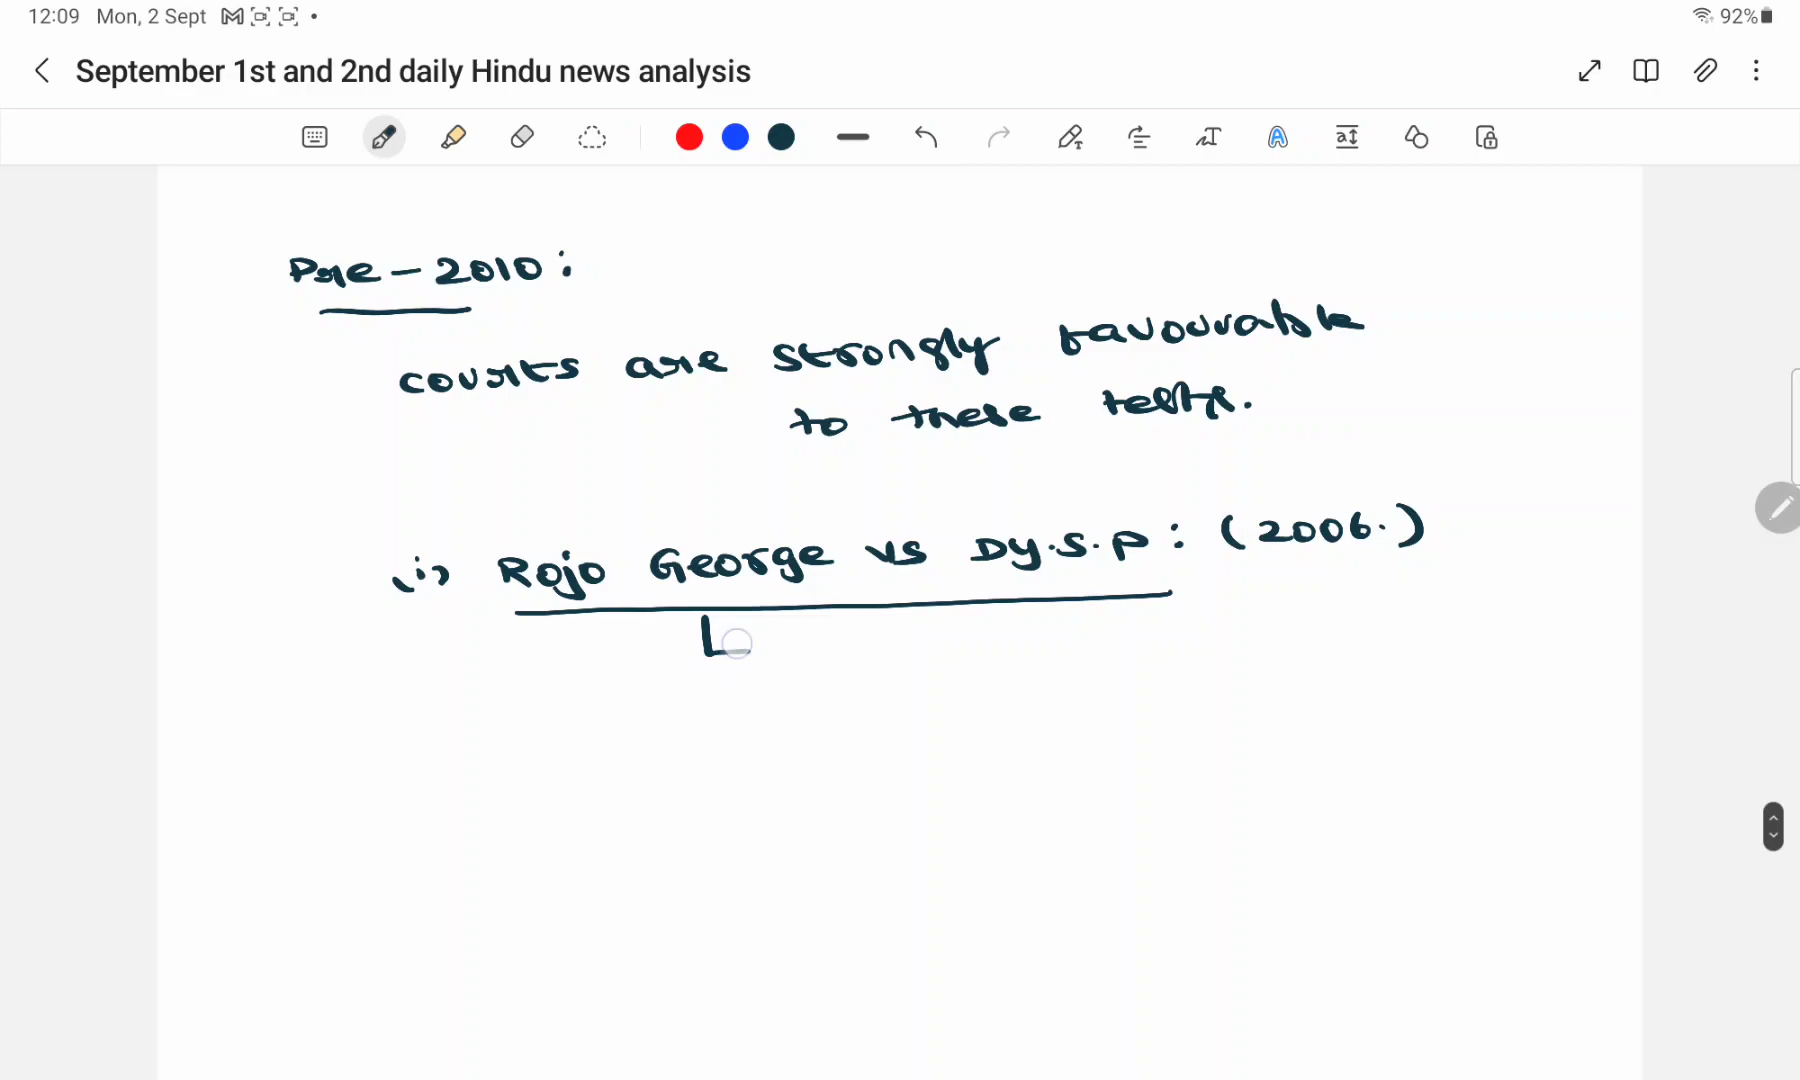 12:09 Mon, 2 Sept 92%
September 1st and 2nd daily Hindu news analysis
Pre - 2010:
courts are strongly favourable
to these tests.
(i) Rojo George vs Dy.S.P: (2006.)
L